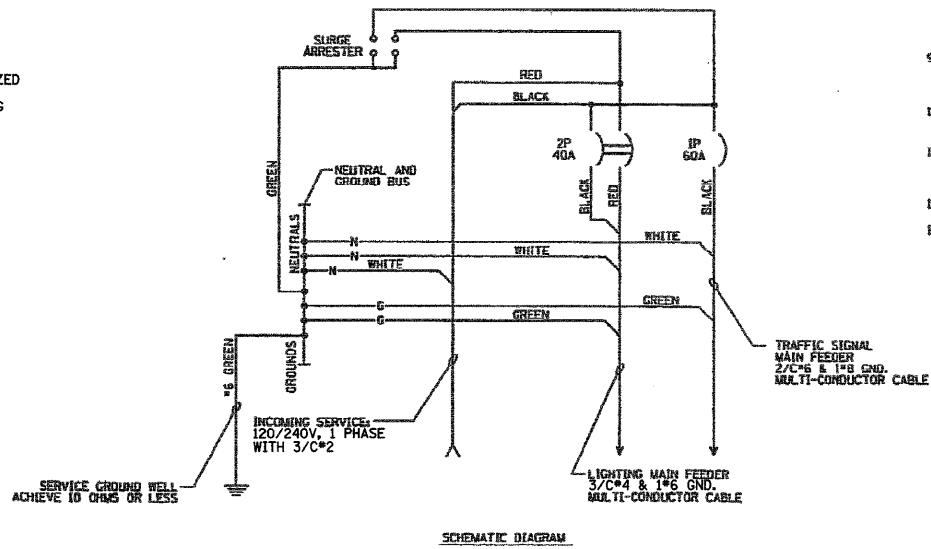 SURGE
ARRESTER
ZED
G
RED
BLACK
2P
40A
1P
60A
GREEN
NEUTRAL AND
GROUND BUS
BLACK
RED
BLACK
NEUTRALS
N
WHITE
N
WHITE
N
WHITE
G
GREEN
G
GREEN
GROUNDS
#6 GREEN
TRAFFIC SIGNAL
MAIN FEEDER
2/C#6 & 1#8 GND.
MULTI-CONDUCTOR CABLE
INCOMING SERVICE:
120/240V, 1 PHASE
WITH 3/C#2
SERVICE GROUND WELL
ACHIEVE 10 OHMS OR LESS
LIGHTING MAIN FEEDER
3/C#4 & 1#6 GND.
MULTI-CONDUCTOR CABLE
SCHEMATIC DIAGRAM